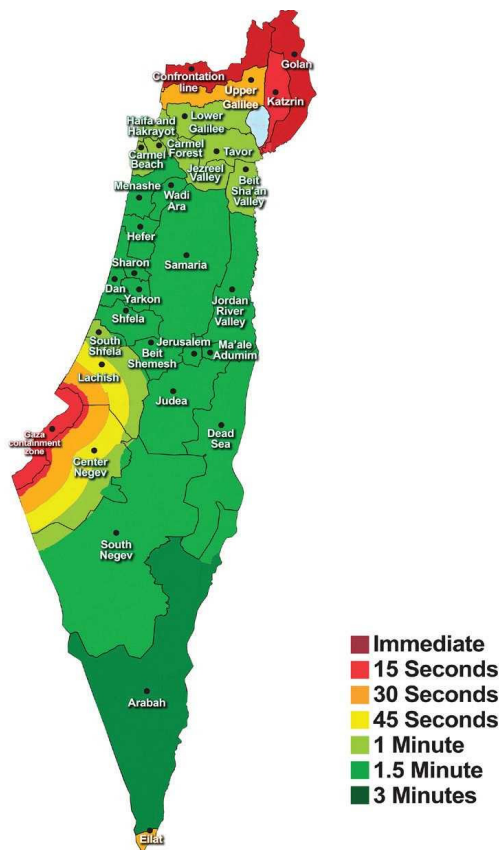 Golan
Confrontation
line
Upper
Galilee
Katzrin
Haifa and
Hakrayot
Lower
Galilee
Carmel
Beach
Carmel
Forest
Tavor
Jezreel
Valley
Beit
Sha'an
Valley
Menashe
Wadi
Ara
Hefer
Samaria
Sharon
Dan
Yarkon
Jordan
River
Valley
Shfela
South
Shfela
Beit
Shemesh
Jerusalem
Ma'ale
Adumim
Lachish
Judea
Dead
Sea
Gaza
containment
zone
Center
Negev
South
Negev
Arabah
Eilat
Immediate
15 Seconds
30 Seconds
45 Seconds
1 Minute
1.5 Minute
3 Minutes